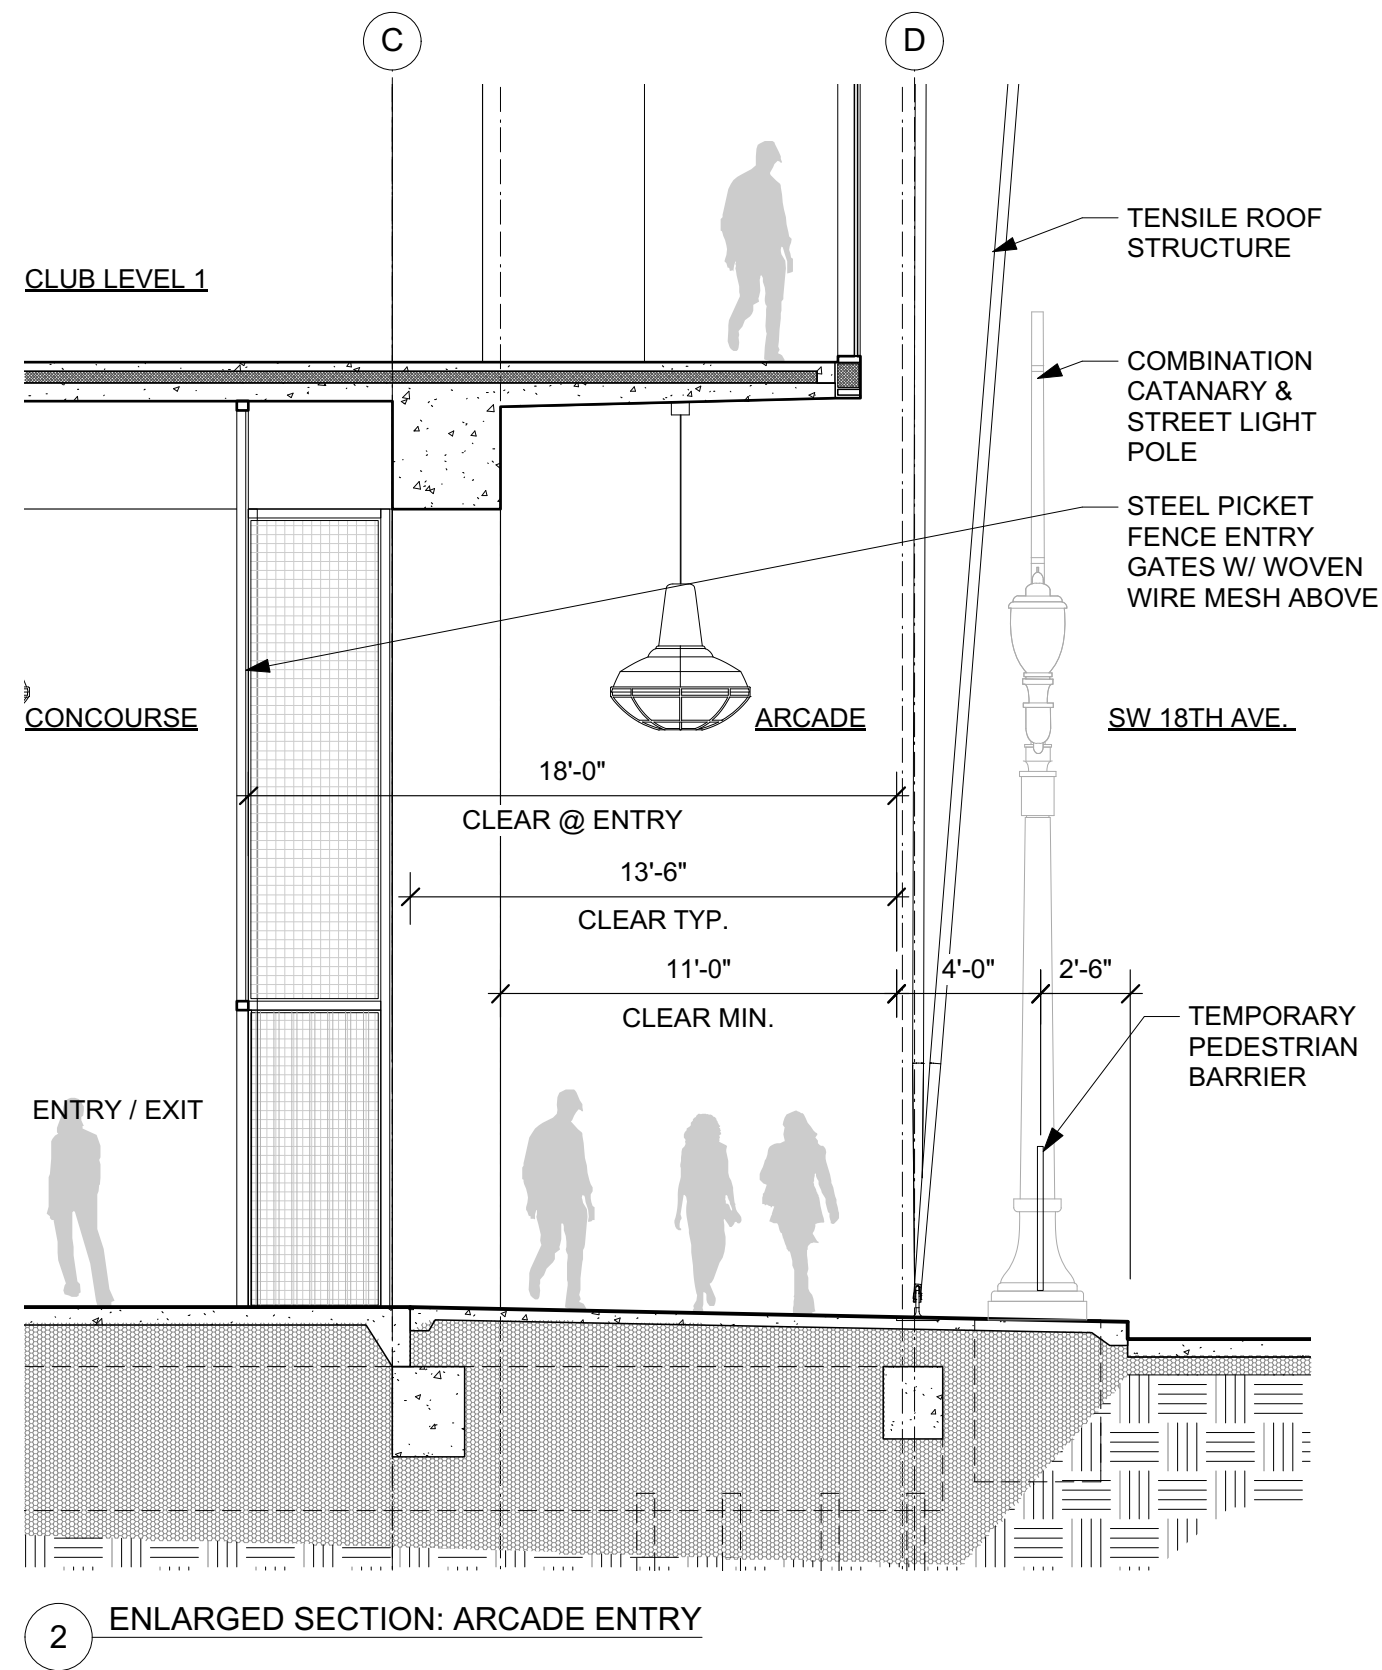 C
D
TENSILE ROOF
STRUCTURE
CLUB LEVEL 1
COMBINATION
CATANARY &
STREET LIGHT
POLE
STEEL PICKET
FENCE ENTRY
GATES W/ WOVEN
WIRE MESH ABOVE
CONCOURSE
ARCADE
SW 18TH AVE.
18'-0"
CLEAR @ ENTRY
13'-6"
CLEAR TYP.
11'-0"
4'-0"
2'-6"
CLEAR MIN.
TEMPORARY
PEDESTRIAN
BARRIER
ENTRY / EXIT
2
ENLARGED SECTION: ARCADE ENTRY